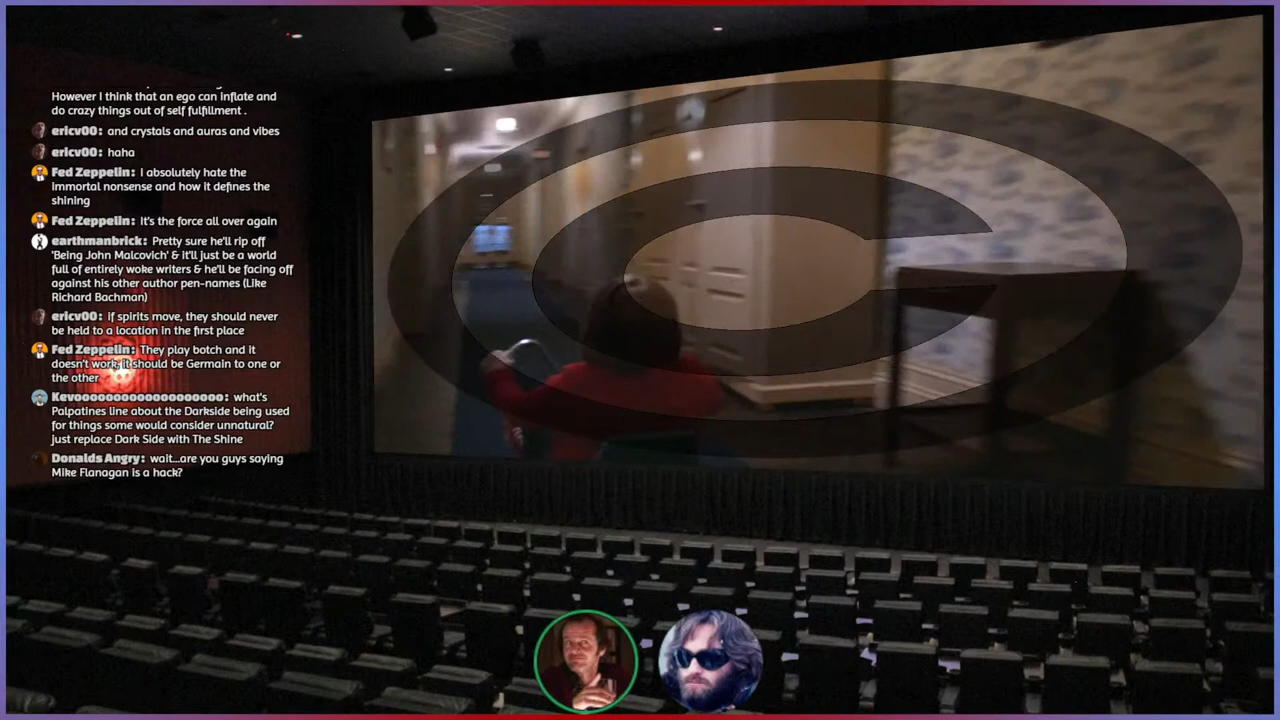 However I think that an ego can inflate and
do crazy things out of self fulfillment .
ericv00: and crystals and auras and vibes
ericv00: haha
Fed Zeppelin: I absolutely hate the
immortal nonsense and how it defines the
shining
Fed Zeppelin: It's the force all over again
earthmanbrick: Pretty sure he'll rip off
'Being John Malcovich' & it'll just be a world
full of entirely woke writers & he'll be facing off
against his other author pen-names (Like
Richard Bachman)
ericv00: if spirits move, they should never
be held to a location in the first place
Fed Zeppelin: They play botch and it
doesn't work, it should be Germain to one or
the other
Kevoooooooooooooooooooo: what's
Palpatines line about the Darkside being used
for things some would consider unnatural?
just replace Dark Side with The Shine
Donalds Angry: wait...are you guys saying
Mike Flanagan is a hack?